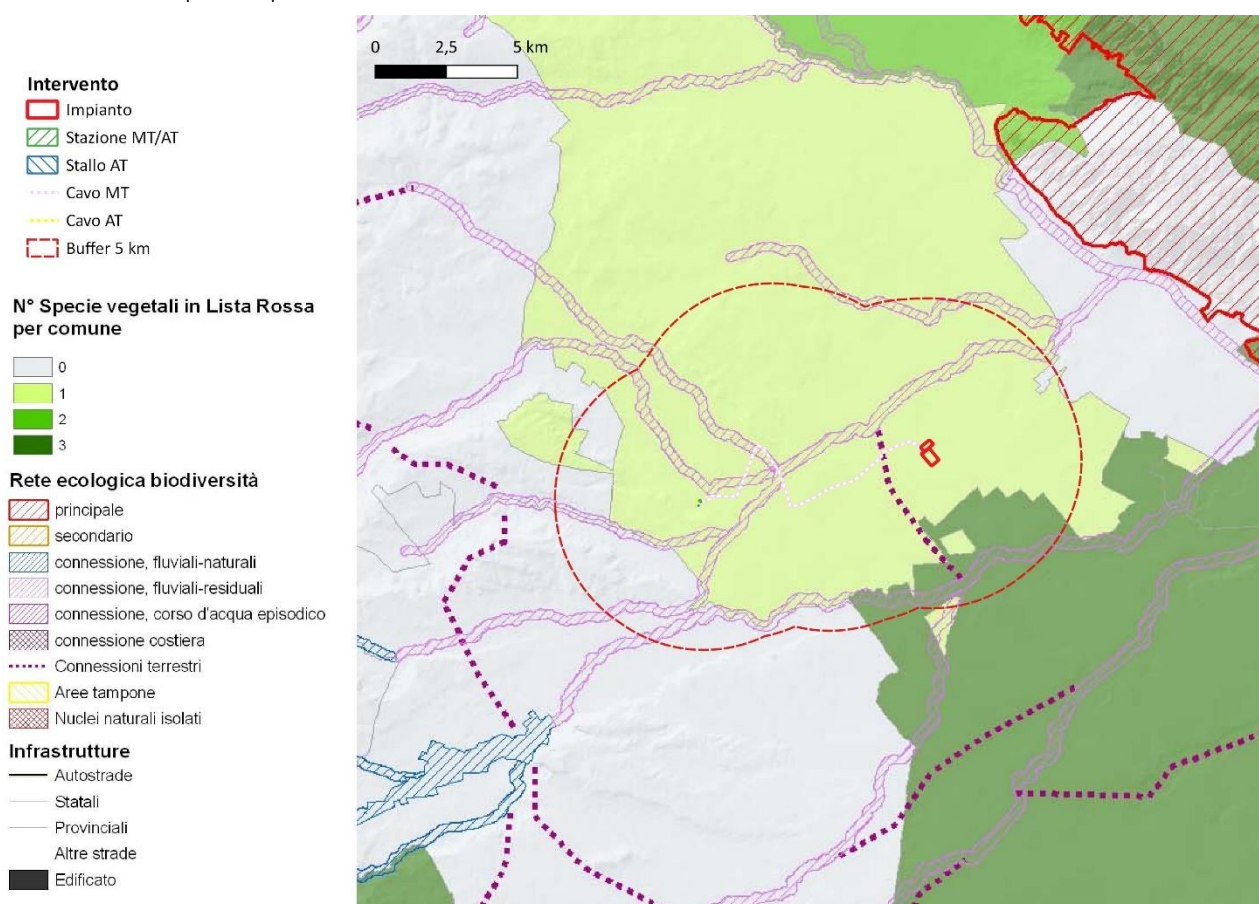 0 2,5 5 km
Intervento
Impianto
Stazione MT/AT
Stallo AT
Cavo MT
Cavo AT
Buffer 5 km
N° Specie vegetali in Lista Rossa
per comune
0
1
2
3
Rete ecologica biodiversità
principale
secondario
connessione, fluviali-naturali
connessione, fluviali-residuali
connessione, corso d'acqua episodico
connessione costiera
Connessioni terrestri
Aree tampone
Nuclei naturali isolati
Infrastrutture
Autostrade
Statali
Provinciali
Altre strade
Edificato